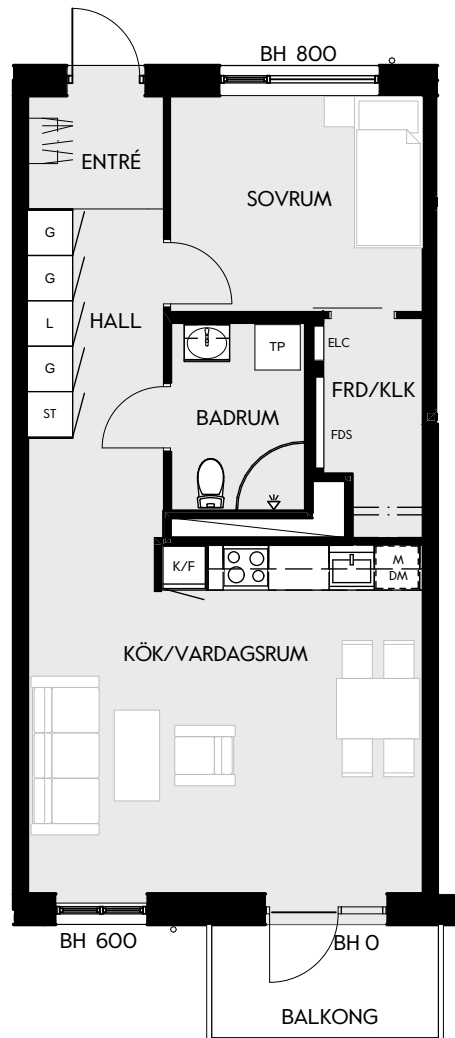 BH 800
ENTRÉ
SOVRUM
G
G
L
G
ST
HALL
TP
ELC
FRD/KLK
BADRUM
FDS
K/F
M
DM
KÖK/VARDAGSRUM
BH 600
BH 0
BALKONG